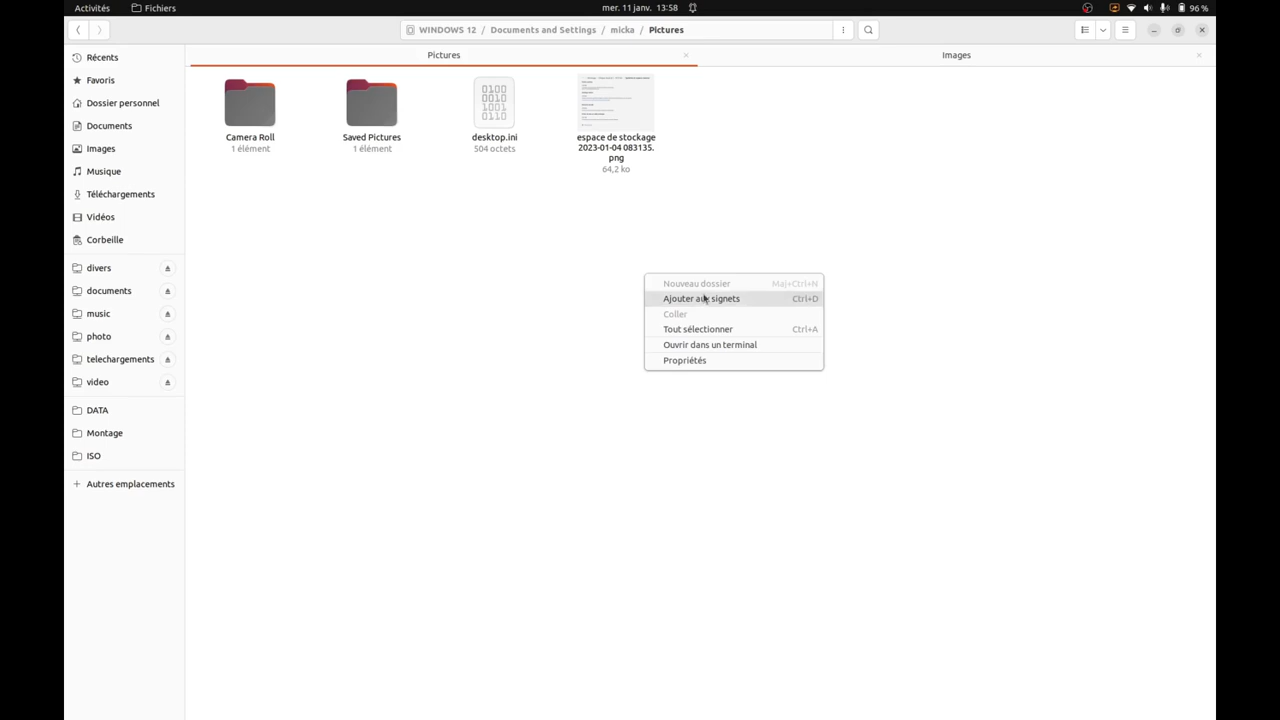 Activités
Fichiers
mer. 11 janv. 13:58
96 %
WINDOWS 12 / Documents and Settings / micka / Pictures
Pictures
Images
Récents
Favoris
Dossier personnel
Documents
Images
Musique
Téléchargements
Vidéos
Corbeille
divers
documents
music
photo
telechargements
video
DATA
Montage
ISO
Autres emplacements
Camera Roll
1 élément
Saved Pictures
1 élément
0100
0010
1001
0110
desktop.ini
504 octets
espace de stockage
2023-01-04 083135.
png
64,2 ko
Nouveau dossier Maj+Ctrl+N
Ajouter aux signets Ctrl+D
Coller
Tout sélectionner Ctrl+A
Ouvrir dans un terminal
Propriétés